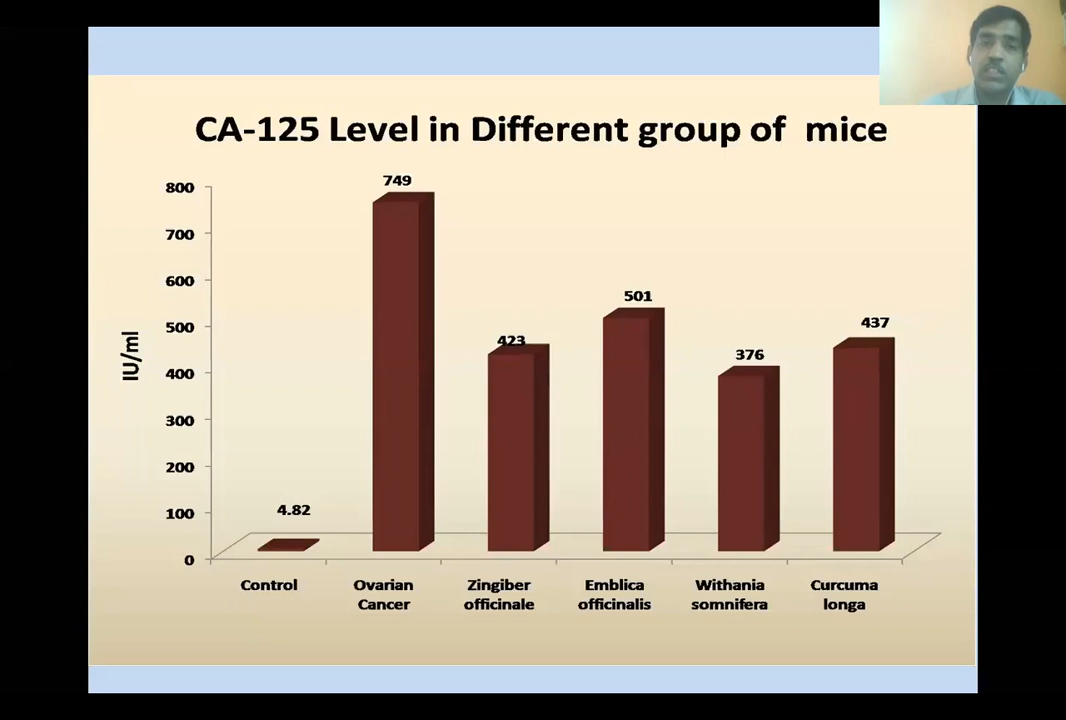 CA-125 Level in Different group of mice
IU/ml
800
700
600
500
400
300
200
100
0
4.82
749
423
501
376
437
Control
Ovarian
Cancer
Zingiber
officinale
Emblica
officinalis
Withania
somnifera
Curcuma
longa